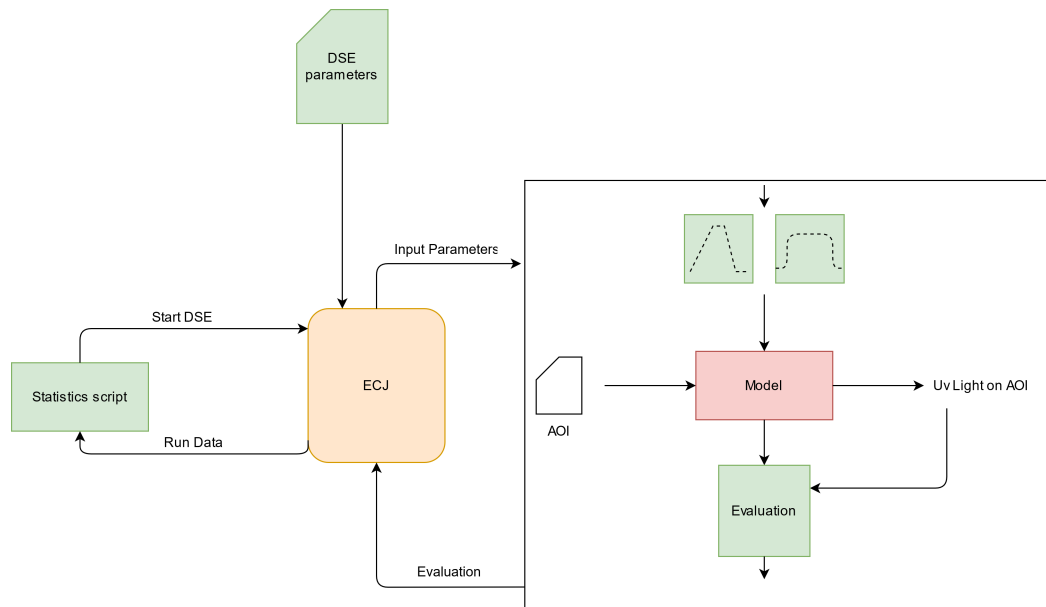 DSE
parameters
Input Parameters
Start DSE
ECJ
Statistics script
Run Data
Evaluation
AOI
Model
Uv Light on AOI
Evaluation